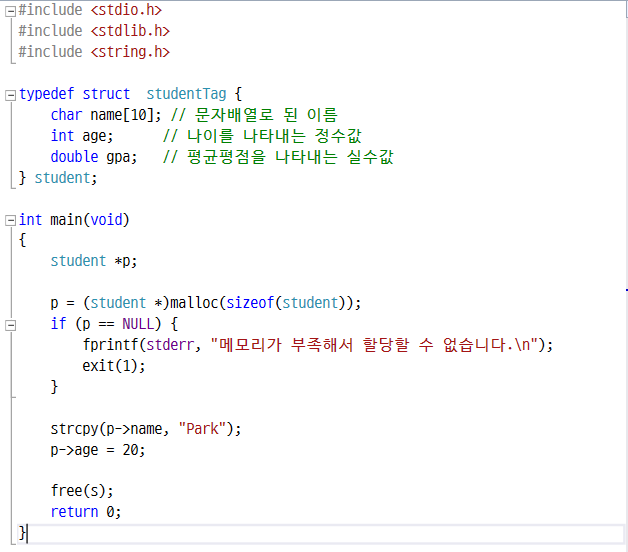 #include <stdio.h>
#include <stdlib.h>
#include <string.h>
typedef struct  studentTag {
    char name[10]; // 문자배열로 된 이름
    int age;      // 나이를 나타내는 정수값
    double gpa;   // 평균평점을 나타내는 실수값
} student;
int main(void)
{
    student *p;
    p = (student *)malloc(sizeof(student));
    if (p == NULL) {
        fprintf(stderr, "메모리가 부족해서 할당할 수 없습니다.\n");
        exit(1);
    }
    strcpy(p->name, "Park");
    p->age = 20;
    free(s);
    return 0;
}